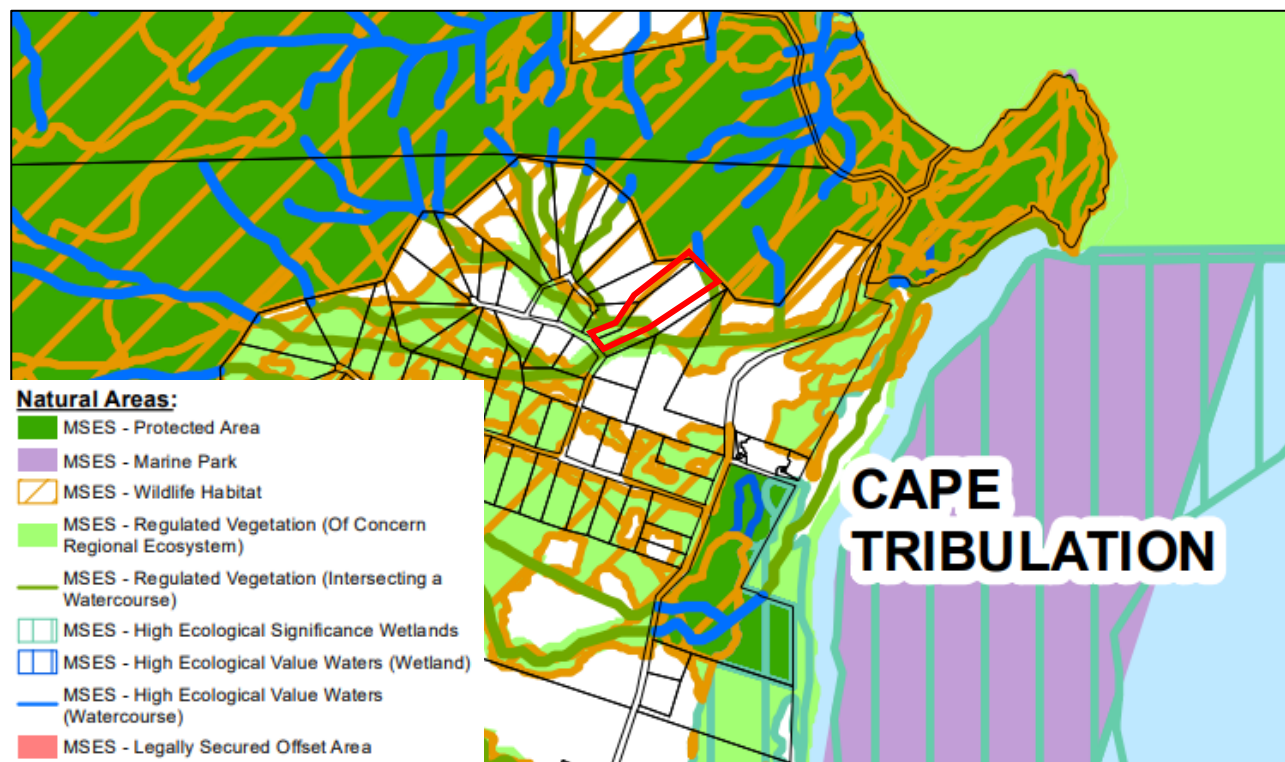 Natural Areas:
MSES - Protected Area
MSES - Marine Park
MSES - Wildlife Habitat
MSES - Regulated Vegetation (Of Concern
Regional Ecosystem)
MSES - Regulated Vegetation (Intersecting a
Watercourse)
MSES - High Ecological Significance Wetlands
MSES - High Ecological Value Waters (Wetland)
MSES - High Ecological Value Waters
(Watercourse)
MSES - Legally Secured Offset Area
CAPE
TRIBULATION